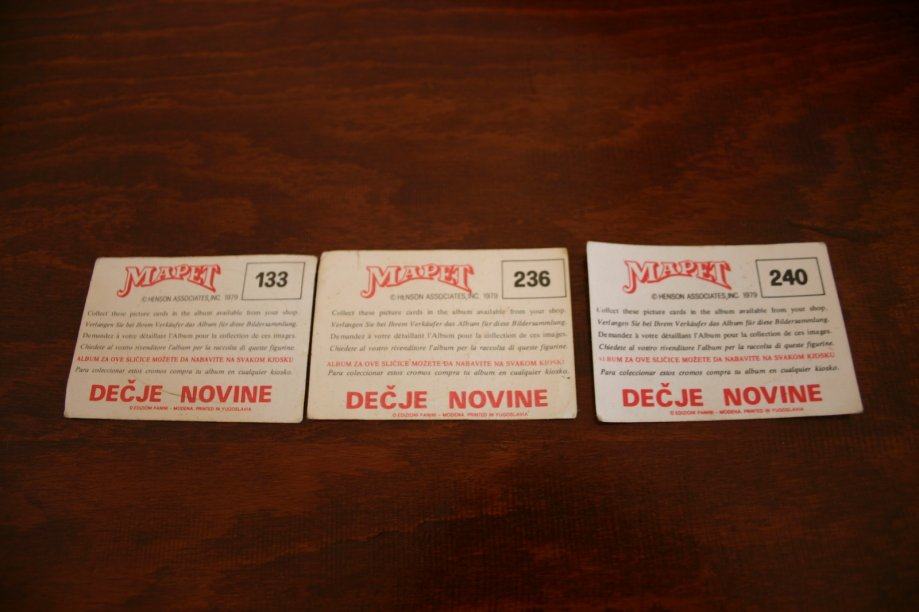 MAPET
133
© HENSON ASSOCIATES, INC. 1979
Collect these picture cards in the album available from your shop.
Verlangen Sie bei Ihrem Verkäufer das Album für diese Bildersammlung.
Demandez à votre détaillant l'Album pour la collection de ces images.
Chiedete al vostro rivenditore l'album per la raccolta di queste figurine.
ALBUM ZA OVE SLIČICE MOŽETE DA NABAVITE NA SVAKOM KIOSKU
Para coleccionar estos cromos compra tu album en cualquier kiosko.
DEČJE NOVINE
© EDIZIONI PANINI - MODENA. PRINTED IN YUGOSLAVIA
MAPET
236
© HENSON ASSOCIATES, INC. 1979
Collect these picture cards in the album available from your shop.
Verlangen Sie bei Ihrem Verkäufer das Album für diese Bildersammlung.
Demandez à votre détaillant l'Album pour la collection de ces images.
Chiedete al vostro rivenditore l'album per la raccolta di queste figurine.
ALBUM ZA OVE SLIČICE MOŽETE DA NABAVITE NA SVAKOM KIOSKU
Para coleccionar estos cromos compra tu album en cualquier kiosko.
DEČJE NOVINE
© EDIZIONI PANINI - MODENA. PRINTED IN YUGOSLAVIA
MAPET
240
© HENSON ASSOCIATES, INC. 1979
Collect these picture cards in the album available from your shop.
Verlangen Sie bei Ihrem Verkäufer das Album für diese Bildersammlung.
Demandez à votre détaillant l'Album pour la collection de ces images.
Chiedete al vostro rivenditore l'album per la raccolta di queste figurine.
ALBUM ZA OVE SLIČICE MOŽETE DA NABAVITE NA SVAKOM KIOSKU
Para coleccionar estos cromos compra tu album en cualquier kiosko.
DEČJE NOVINE
© EDIZIONI PANINI - MODENA. PRINTED IN YUGOSLAVIA